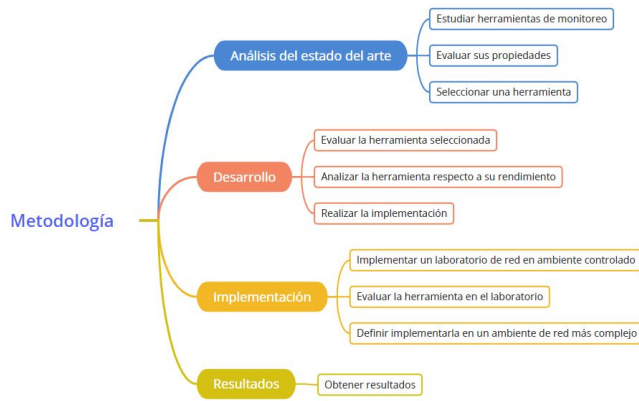 Metodología
Análisis del estado del arte
Estudiar herramientas de monitoreo
Evaluar sus propiedades
Seleccionar una herramienta
Desarrollo
Evaluar la herramienta seleccionada
Analizar la herramienta respecto a su rendimiento
Realizar la implementación
Implementación
Implementar un laboratorio de red en ambiente controlado
Evaluar la herramienta en el laboratorio
Definir implementarla en un ambiente de red más complejo
Resultados
Obtener resultados